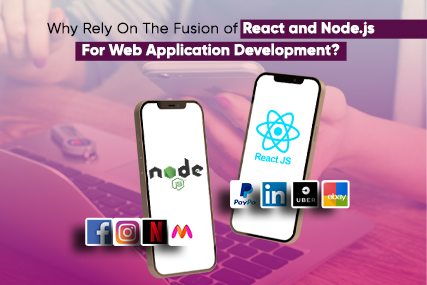 Why Rely On The Fusion of React and Node.js
For Web Application Development?
node
JS
React JS
PayPal
LinkedIn
UBER
ebay